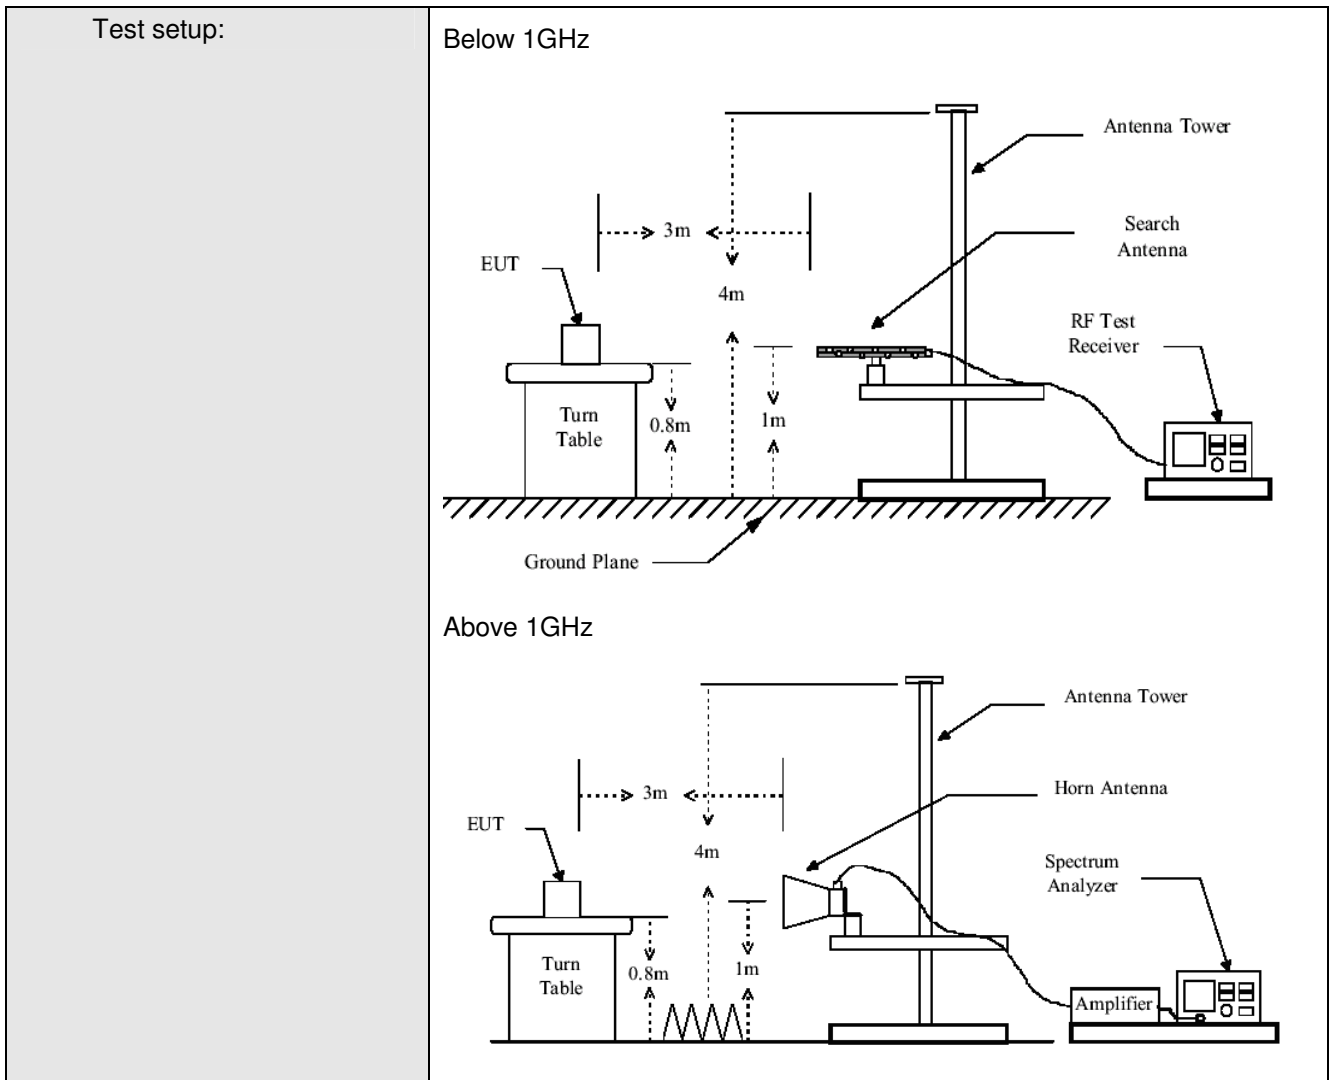 Test setup:
Below 1GHz
Antenna Tower
Search
Antenna
3m
EUT
4m
RF Test
Receiver
Turn
Table
0.8m
1m
Ground Plane
Above 1GHz
Antenna Tower
Horn Antenna
3m
EUT
4m
Spectrum
Analyzer
Turn
Table
0.8m
1m
Amplifier